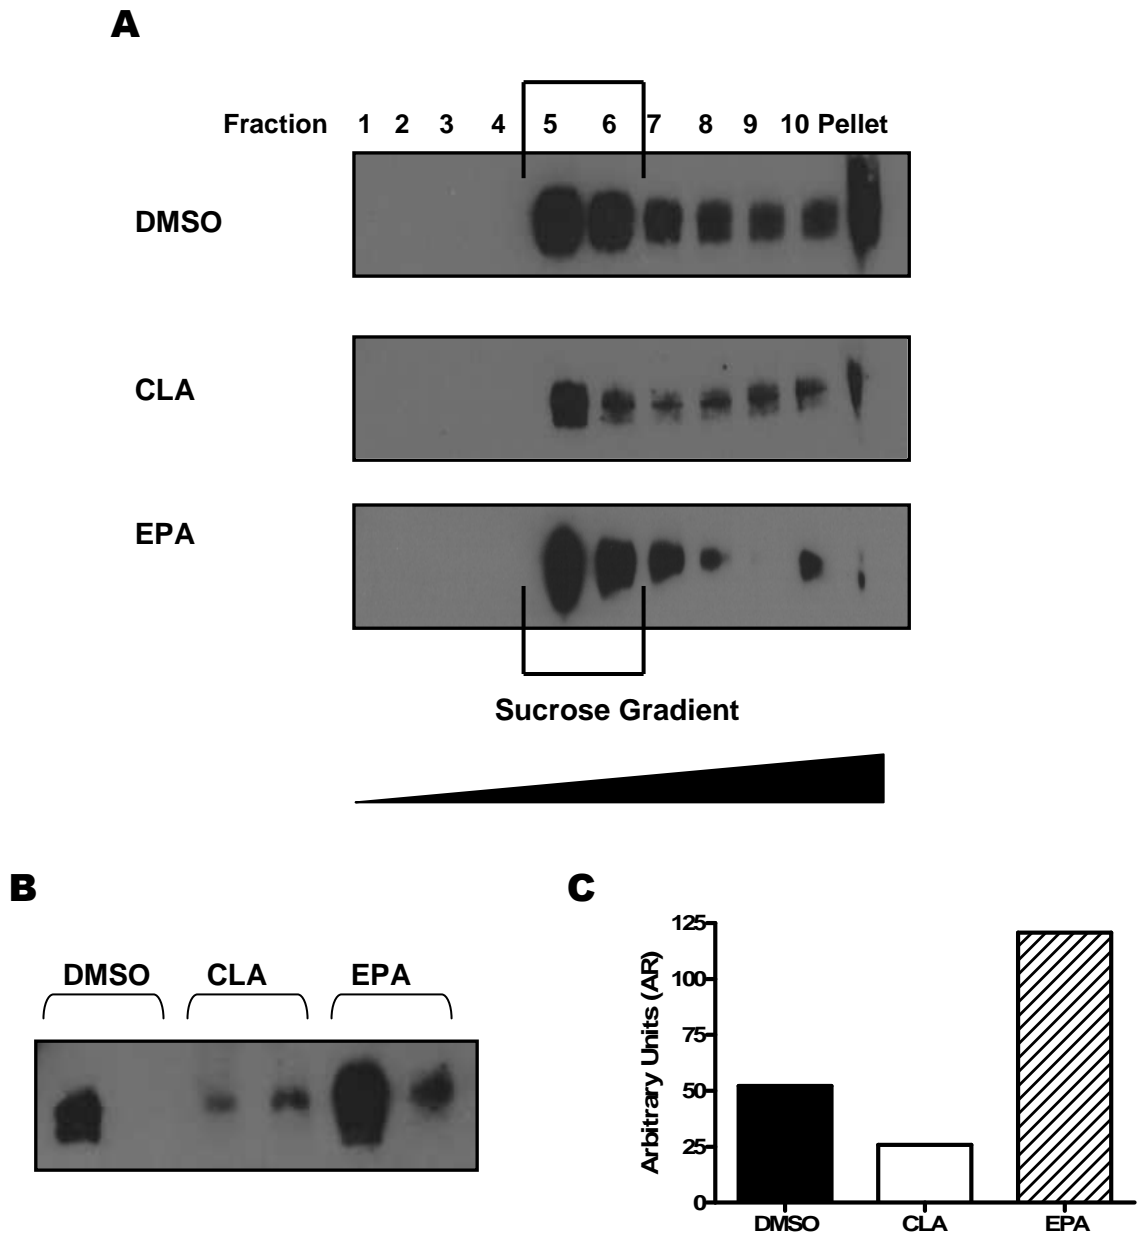 A
Fraction 1 2 3 4 5 6 7 8 9 10 Pellet
DMSO
CLA
EPA
Sucrose Gradient
B
DMSO CLA EPA
C
Arbitrary Units (AR)
125
100
75
50
25
0
DMSO CLA EPA